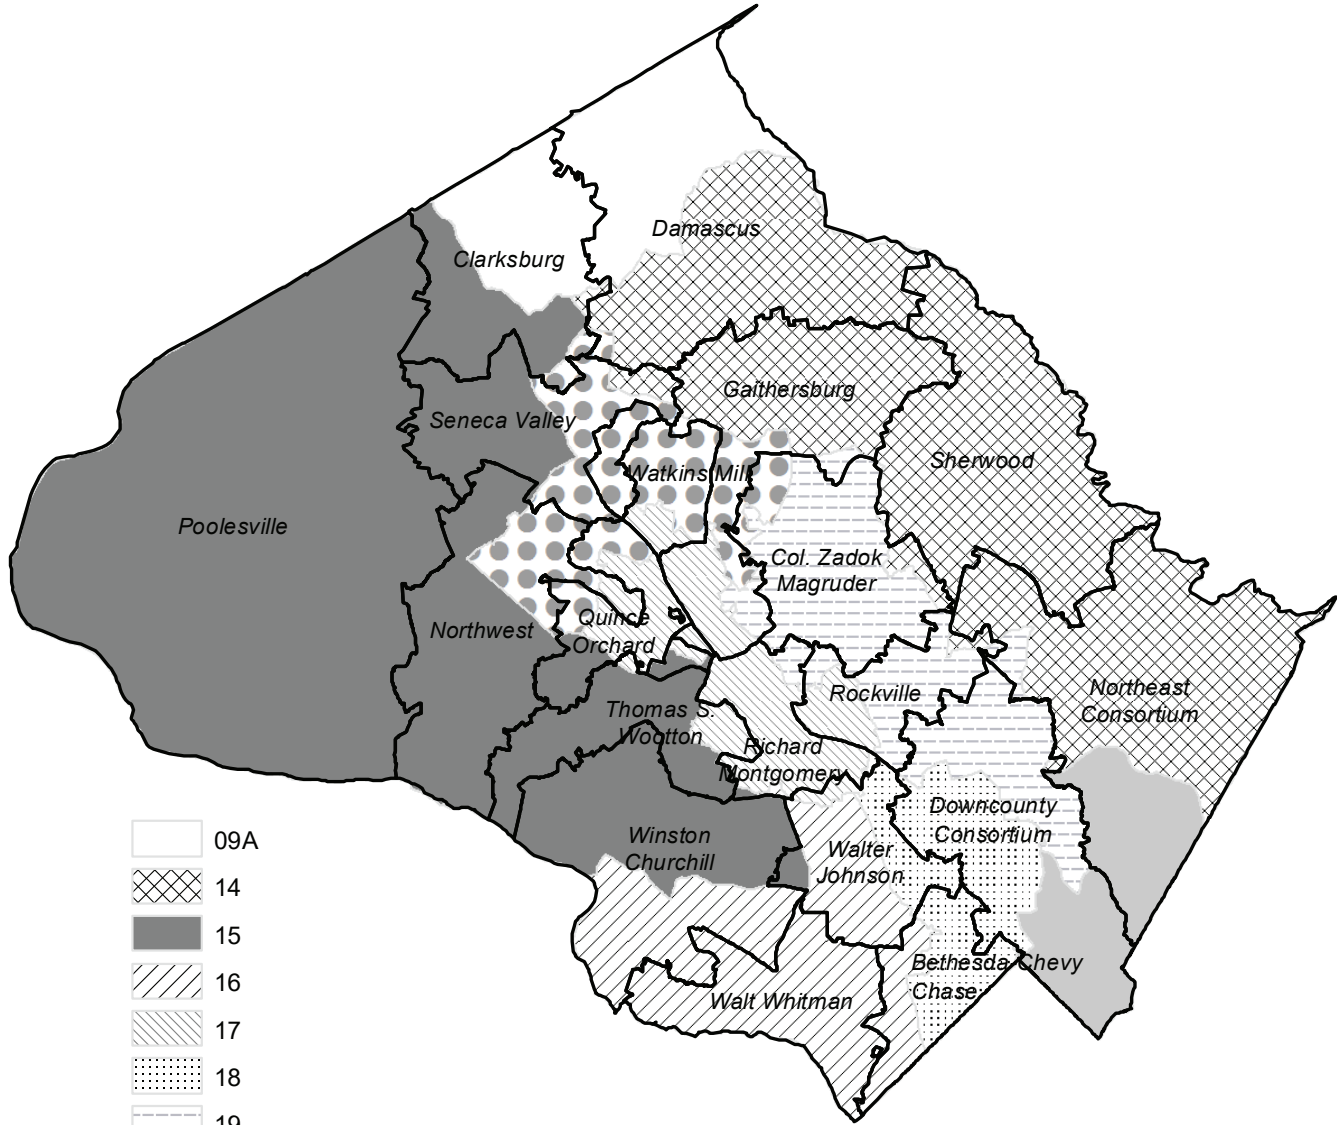 Damascus
Clarksburg
Gaithersburg
Seneca Valley
Sherwood
Watkins Mill
Poolesville
Col. Zadok
Magruder
Quince
Orchard
Northwest
Rockville
Northeast
Consortium
Thomas S.
Wootton
Richard
Montgomery
Downcounty
Consortium
Winston
Churchill
Walter
Johnson
Bethesda-Chevy
Chase
Walt Whitman
09A
14
15
16
17
18
19